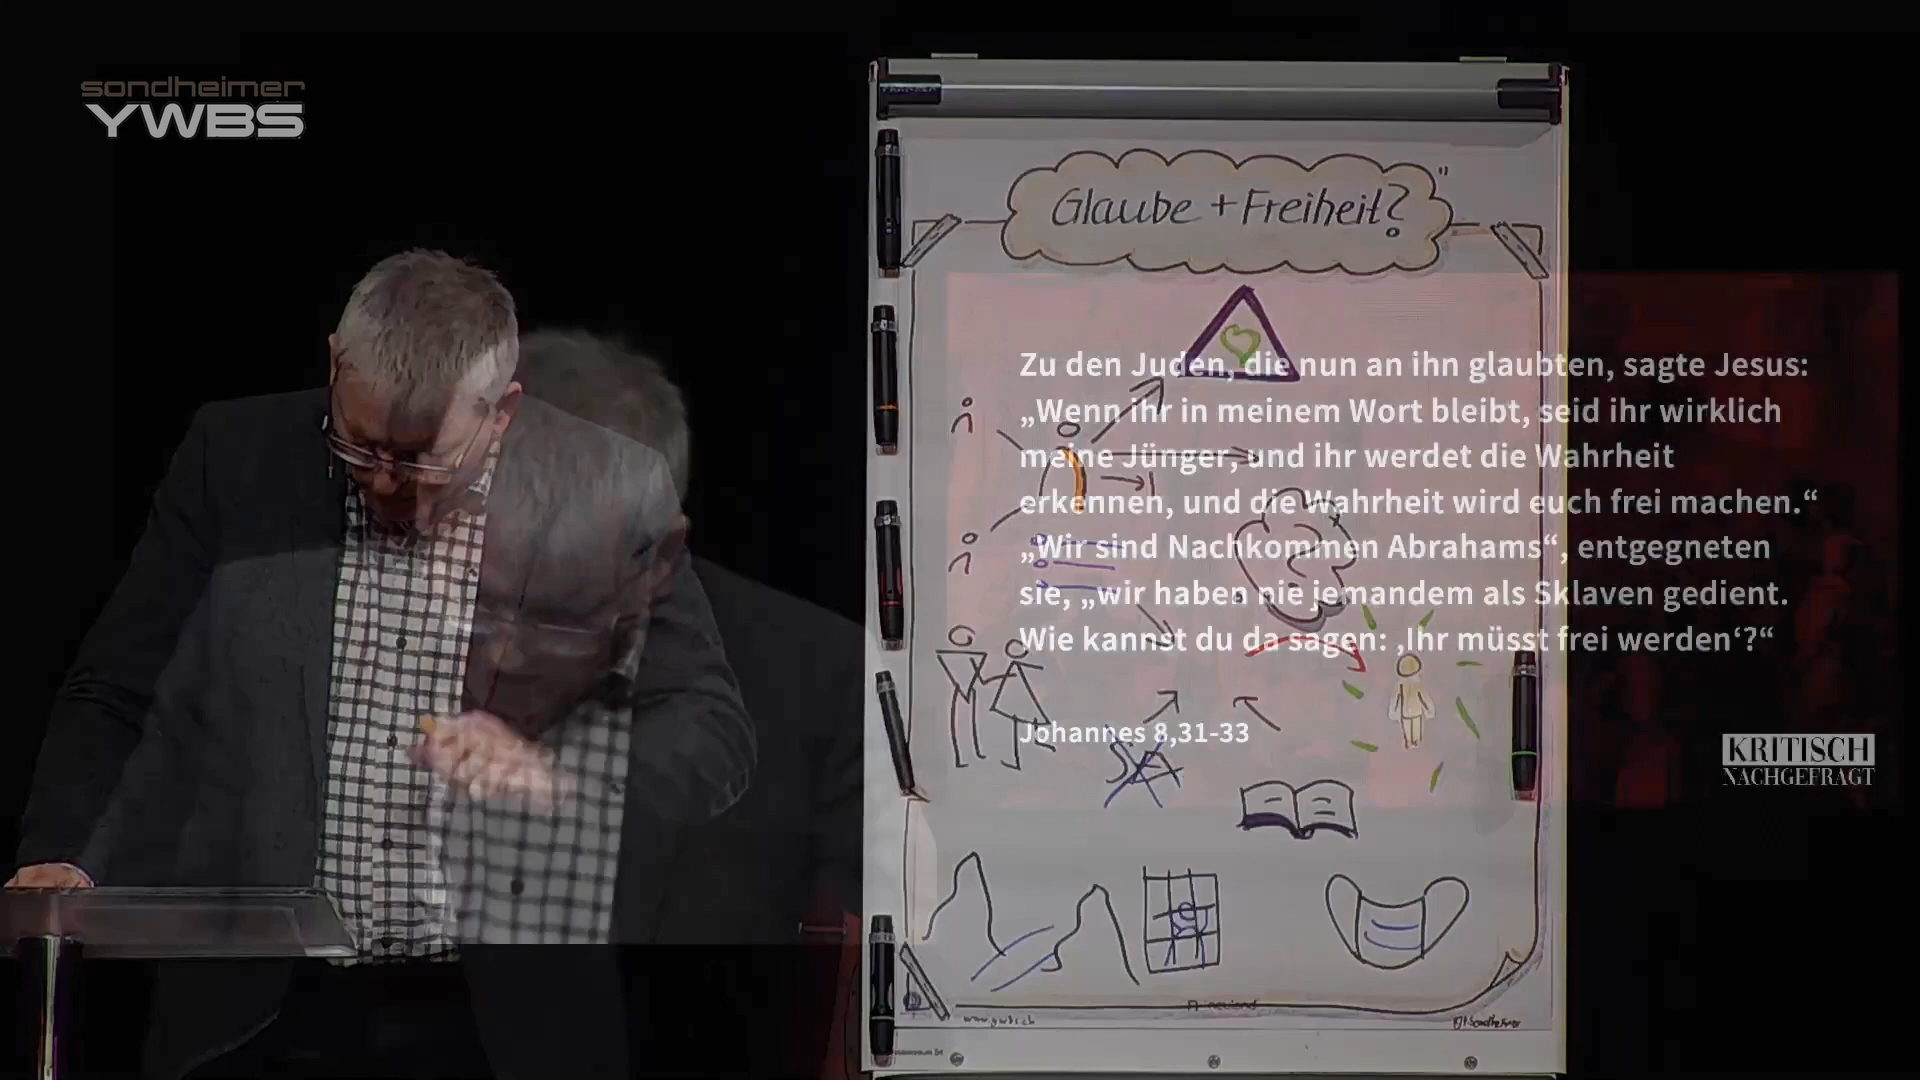 sondheimer
YWBS
Glaube + Freiheit?
Zu den Juden, die nun an ihn glaubten, sagte Jesus:
„Wenn ihr in meinem Wort bleibt, seid ihr wirklich
meine Jünger, und ihr werdet die Wahrheit
erkennen, und die Wahrheit wird euch frei machen.“
„Wir sind Nachkommen Abrahams“, entgegneten
sie, „wir haben nie jemandem als Sklaven gedient.
Wie kannst du da sagen: ‚Ihr müsst frei werden‘?“
Johannes 8,31-33
KRITISCH
NACHGEFRAGT
neuland
www.ywbs.ch